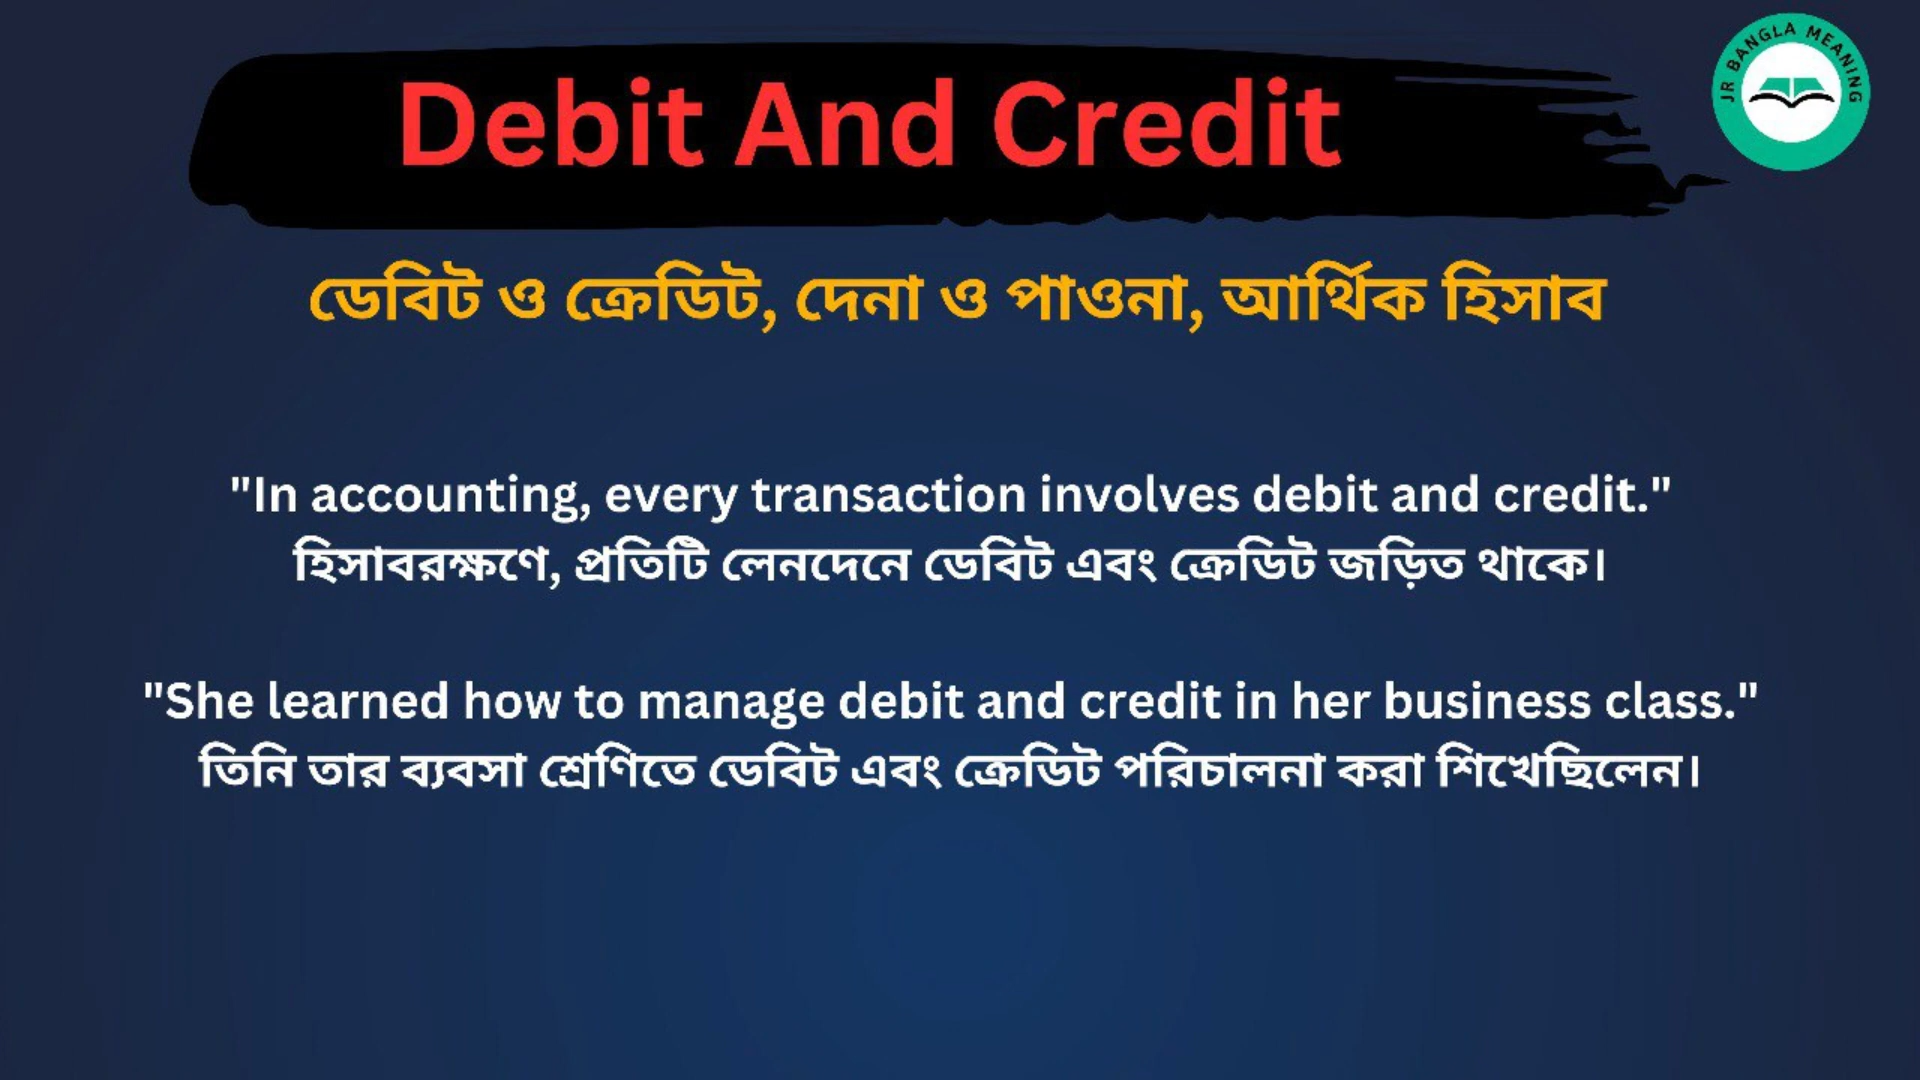 JR BANGLA MEANING
Debit And Credit
ডেবিট ও ক্রেডিট, দেনা ও পাওনা, আর্থিক হিসাব
"In accounting, every transaction involves debit and credit."
হিসাবরক্ষণে, প্রতিটি লেনদেনে ডেবিট এবং ক্রেডিট জড়িত থাকে।
"She learned how to manage debit and credit in her business class."
তিনি তার ব্যবসা শ্রেণিতে ডেবিট এবং ক্রেডিট পরিচালনা করা শিখেছিলেন।